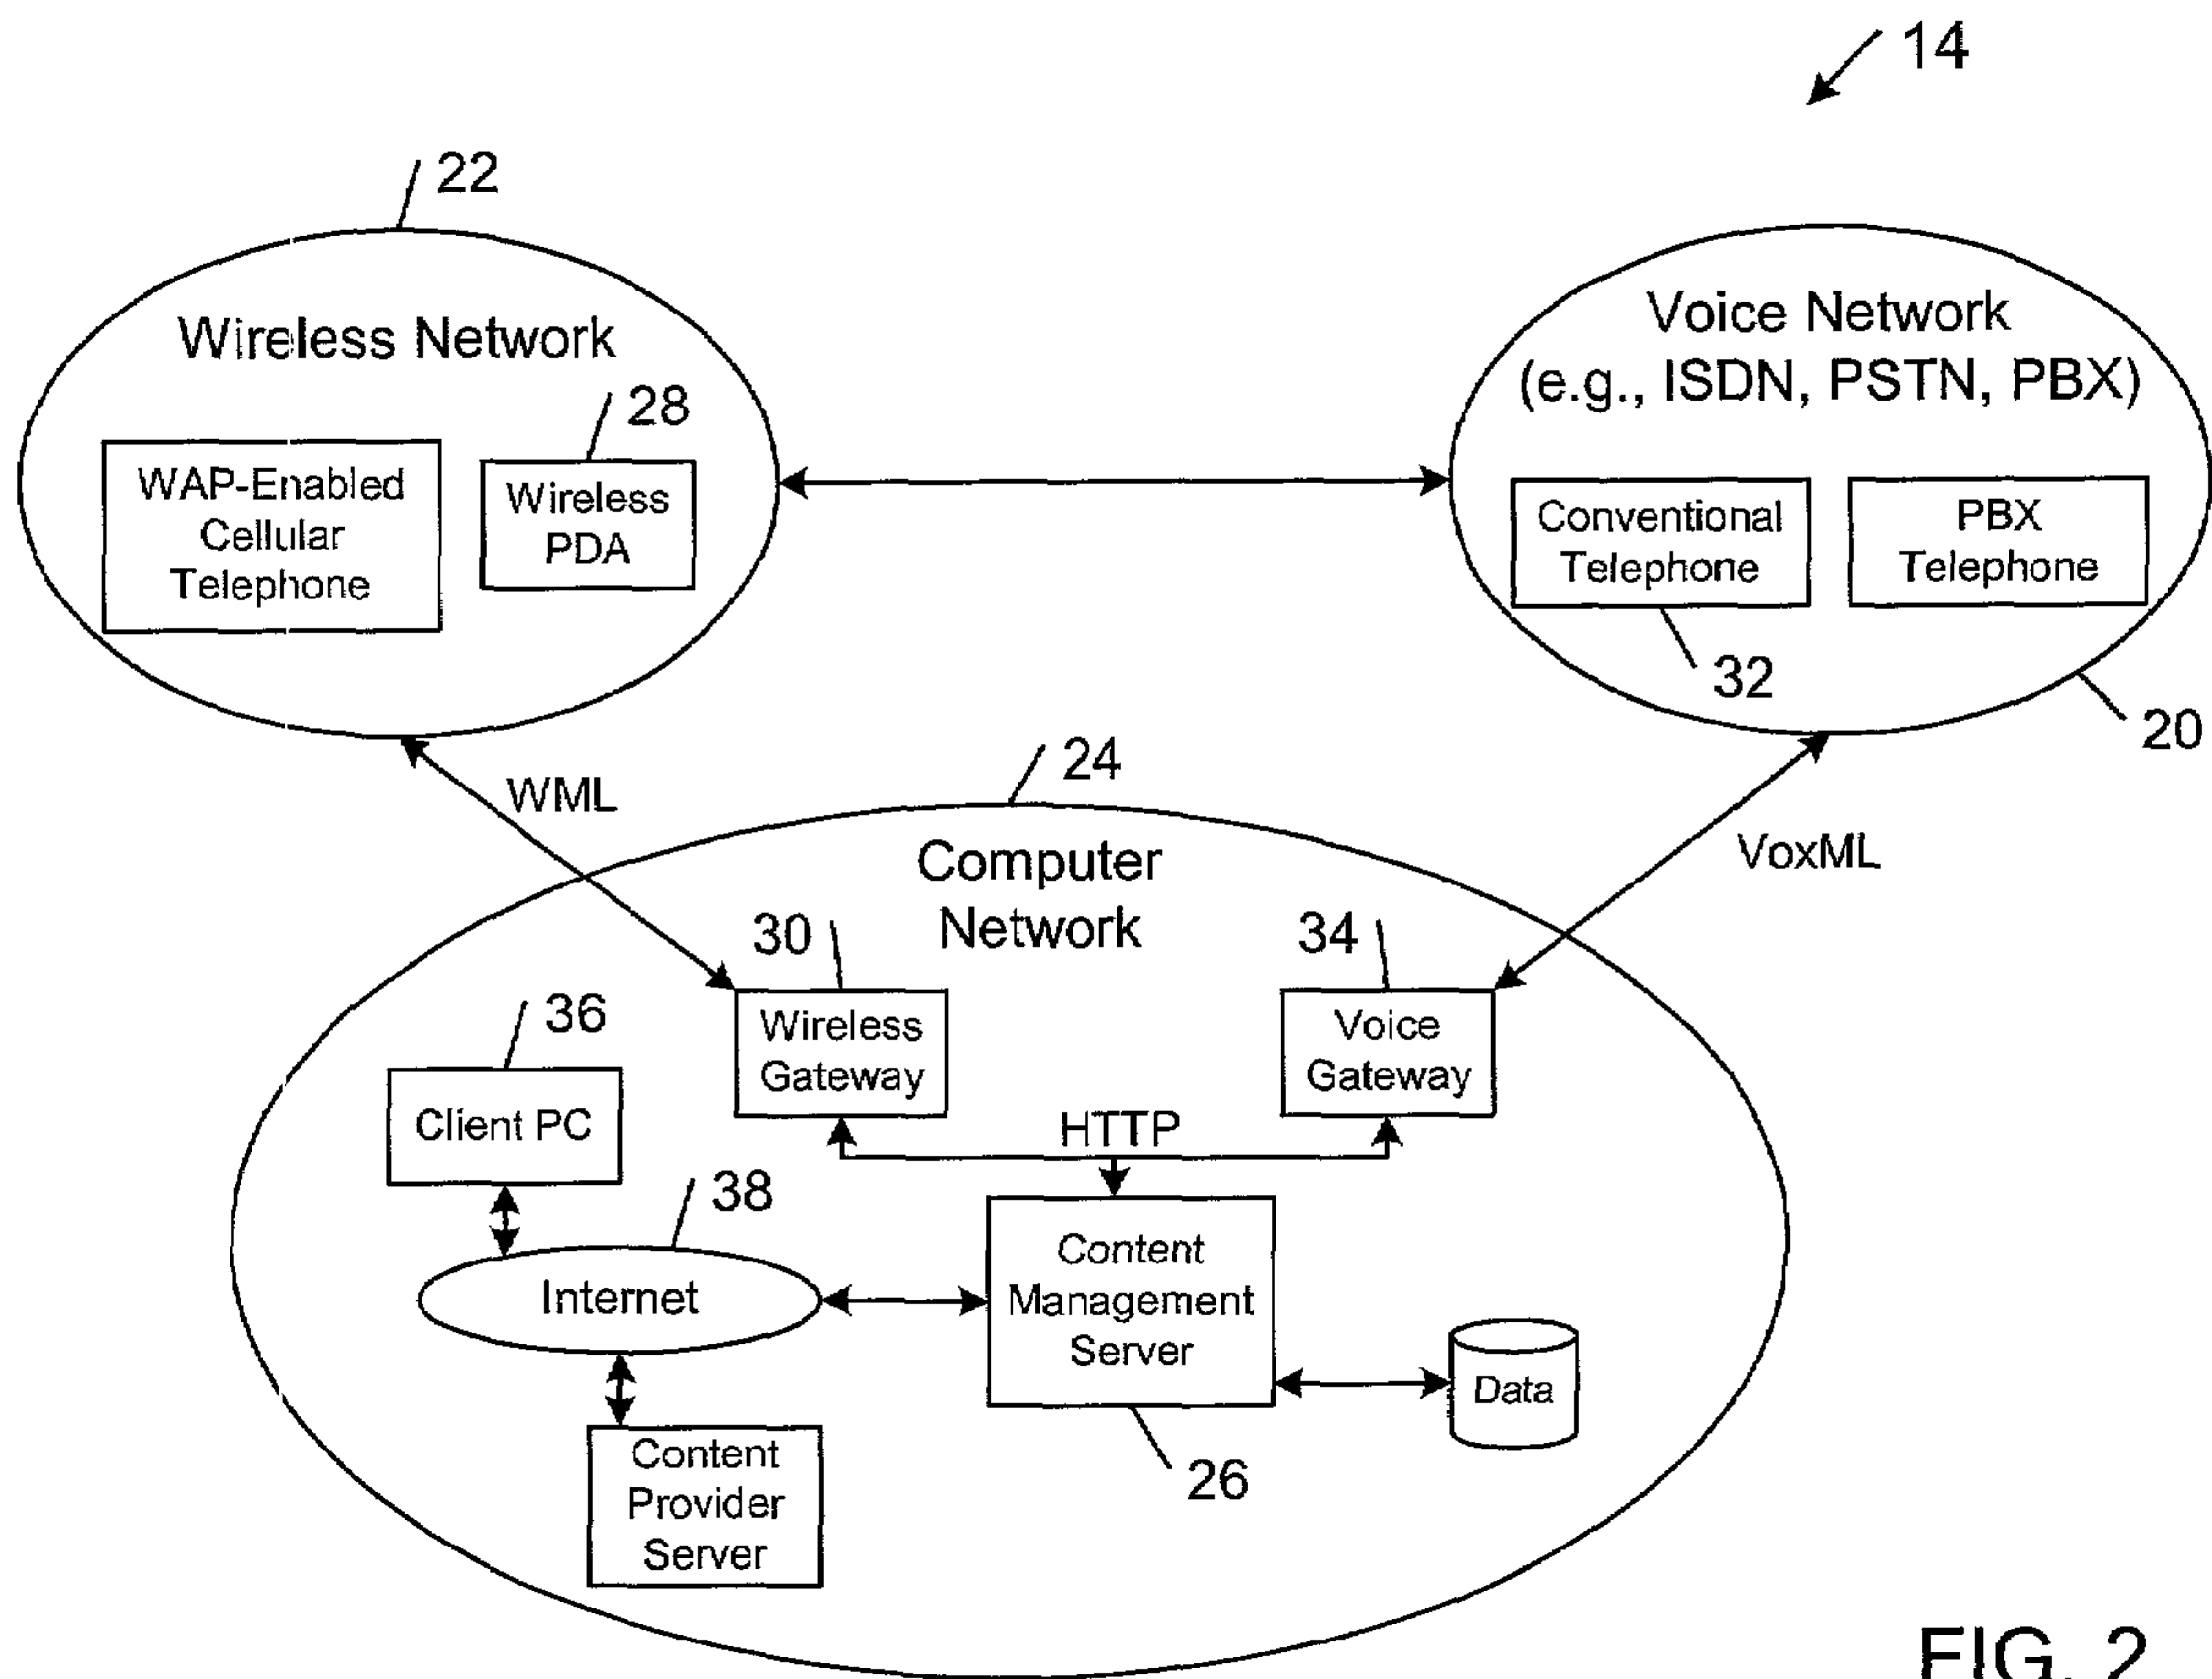 14
22
Wireless Network
28
WAP-Enabled
Cellular
Telephone
Wireless
PDA
Voice Network
(e.g., ISDN, PSTN, PBX)
Conventional
Telephone
PBX
Telephone
32
20
WML
24
VoxML
Computer
Network
30
34
Wireless
Gateway
Voice
Gateway
36
Client PC
HTTP
38
Internet
Content
Management
Server
Data
26
Content
Provider
Server
FIG. 2